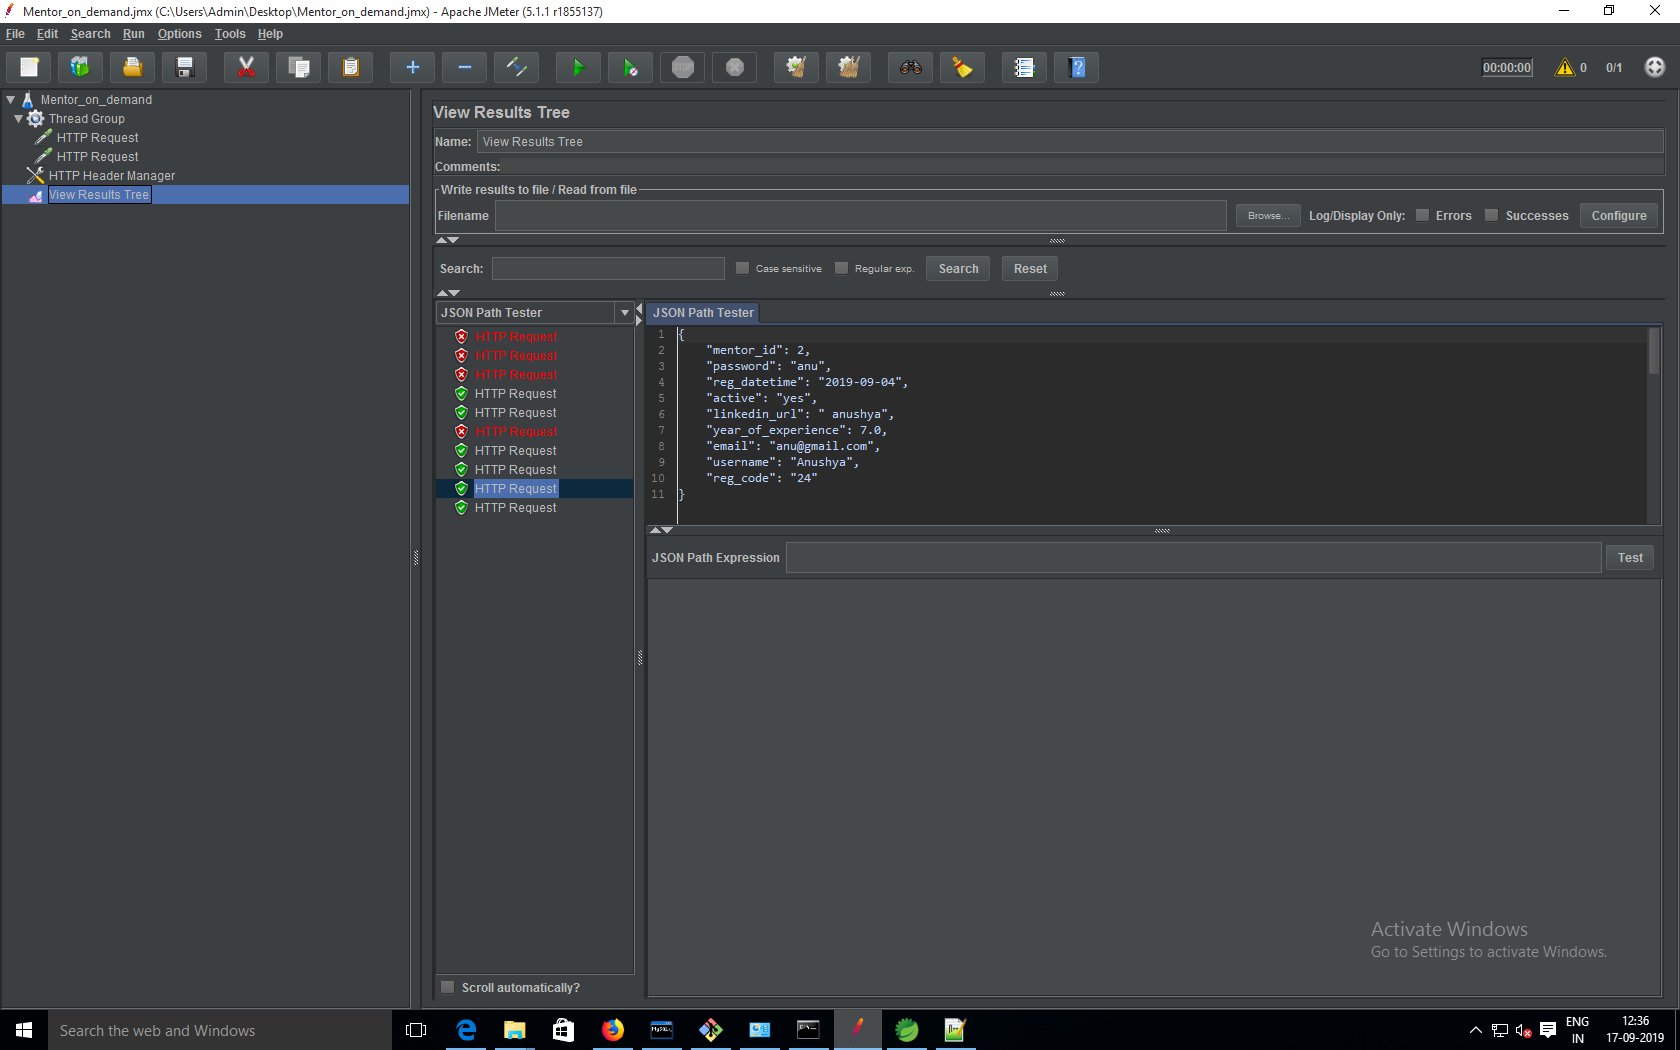 Mentor_on_demand.jmx (C:\Users\Admin\Desktop\Mentor_on_demand.jmx) - Apache JMeter (5.1.1 r1855137)
File Edit Search Run Options Tools Help
STOP
00:00:00 0 0/1
Mentor_on_demand
Thread Group
HTTP Request
HTTP Request
HTTP Header Manager
View Results Tree
View Results Tree
Name: View Results Tree
Comments:
Write results to file / Read from file
Filename Browse... Log/Display Only: Errors Successes Configure
Search: Case sensitive Regular exp. Search Reset
JSON Path Tester
HTTP Request
HTTP Request
HTTP Request
HTTP Request
HTTP Request
HTTP Request
HTTP Request
HTTP Request
HTTP Request
HTTP Request
Scroll automatically?
JSON Path Tester
1 {
2 "mentor_id": 2,
3 "password": "anu",
4 "reg_datetime": "2019-09-04",
5 "active": "yes",
6 "linkedin_url": " anushya",
7 "year_of_experience": 7.0,
8 "email": "anu@gmail.com",
9 "username": "Anushya",
10 "reg_code": "24"
11 }
JSON Path Expression Test
Activate Windows
Go to Settings to activate Windows.
Search the web and Windows
MySQL
ENG
IN
12:36
17-09-2019